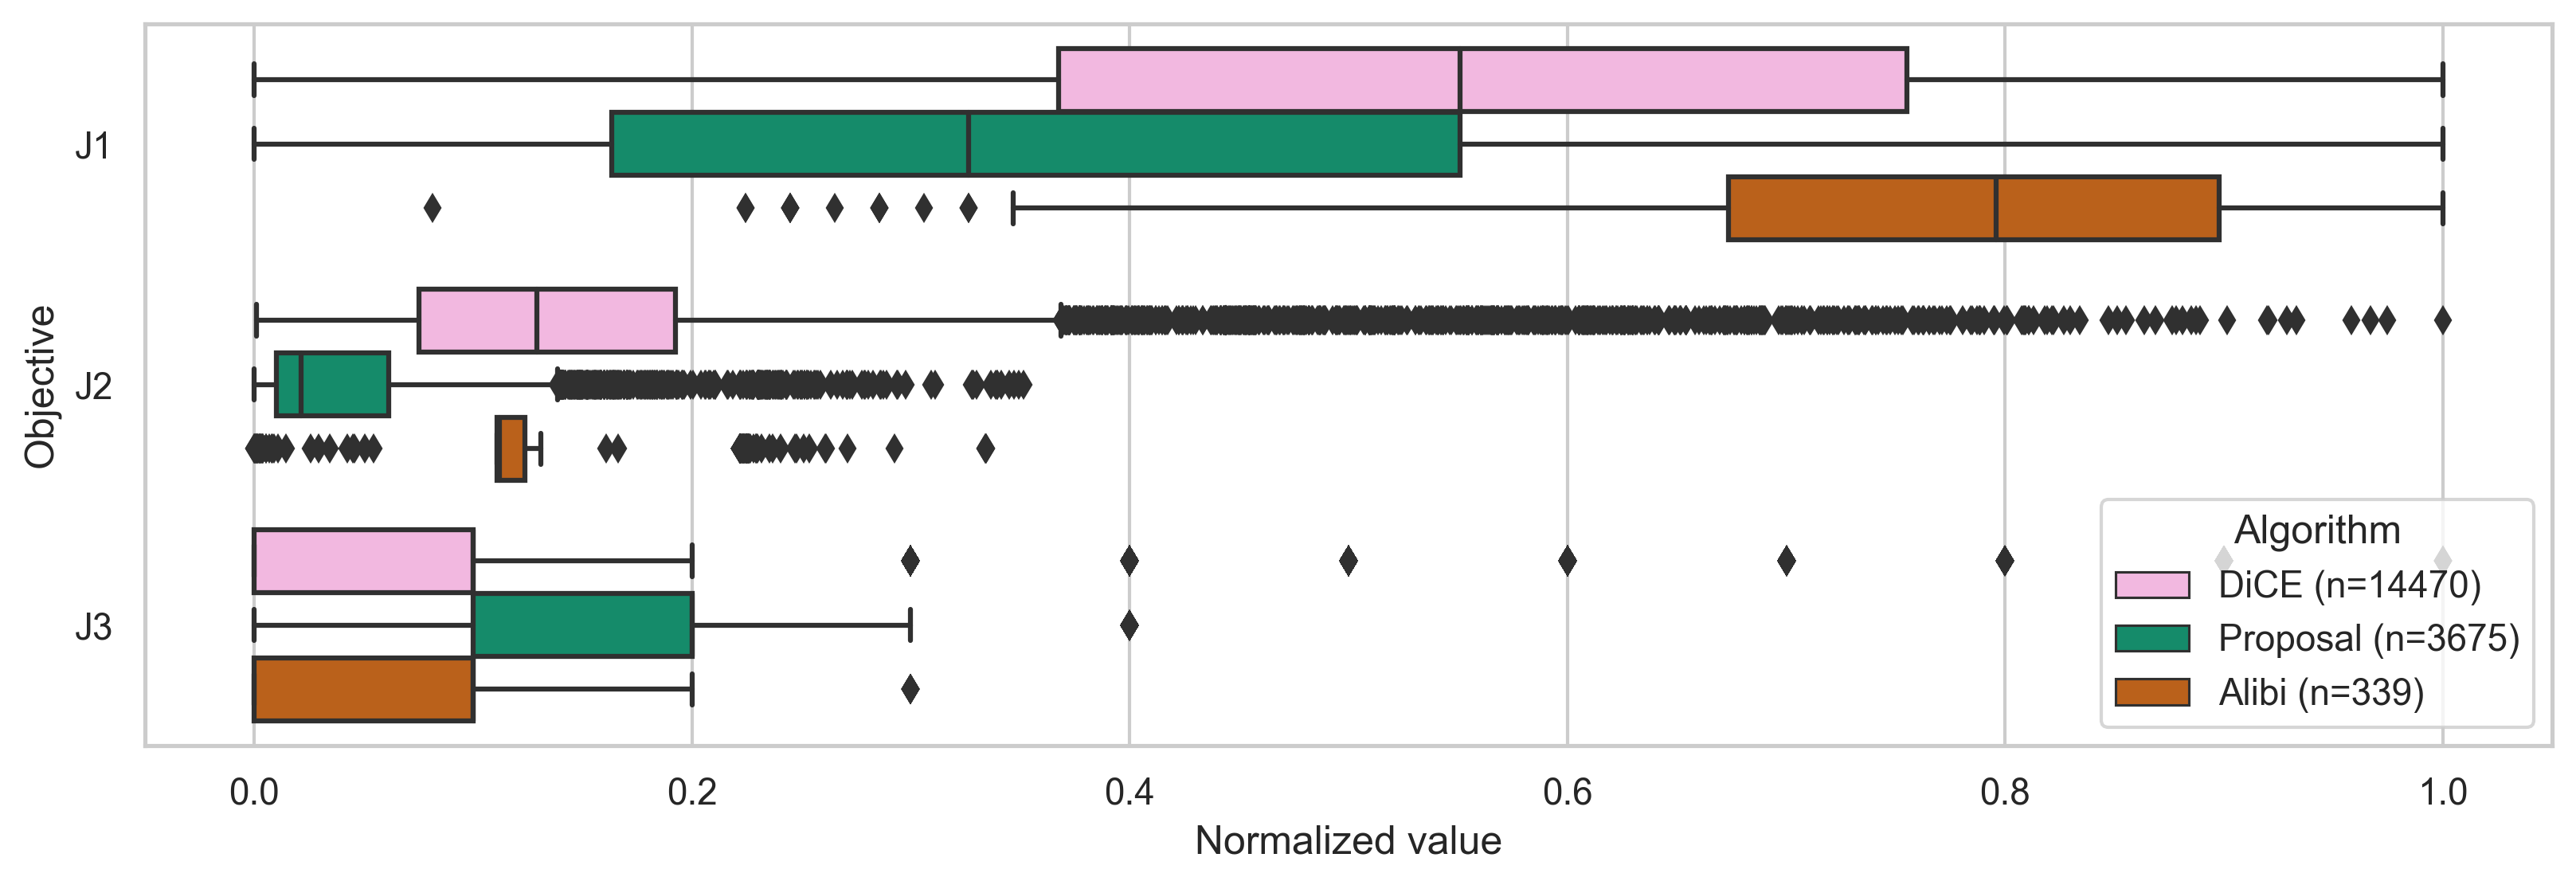 Objective
J1
J2
J3
Algorithm
DiCE (n=14470)
Proposal (n=3675)
Alibi (n=339)
0.0 0.2 0.4 0.6 0.8 1.0
Normalized value